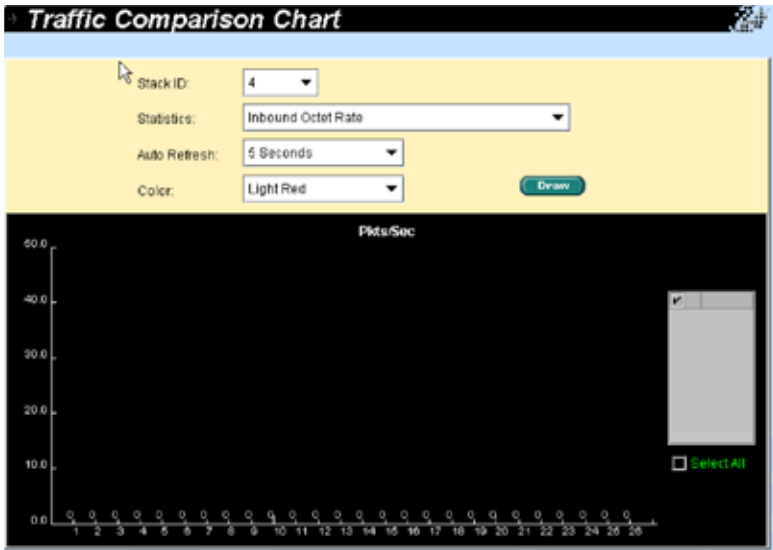 Traffic Comparison Chart
Stack ID: 4
Statistics: Inbound Octet Rate
Auto Refresh: 5 Seconds
Color: Light Red Draw
Pkts/Sec
50.0
40.0
30.0
20.0
10.0
Select All
0.0 0 0 0 0 0 0 0 0 0 0 0 0 0 0 0 0 0 0 0 0 0 0 0 0 0 0
1 2 3 4 5 6 7 8 9 10 11 12 13 14 15 16 17 18 19 20 21 22 23 24 25 26